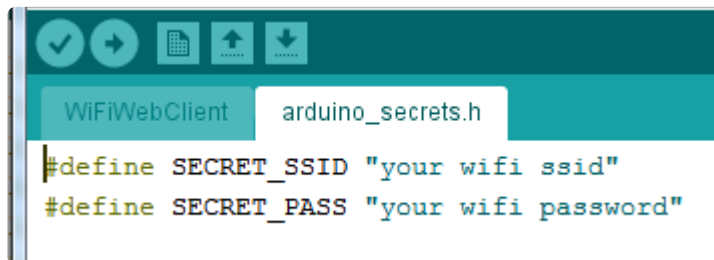 WiFiWebClient arduino_secrets.h
#define SECRET_SSID "your wifi ssid"
#define SECRET_PASS "your wifi password"